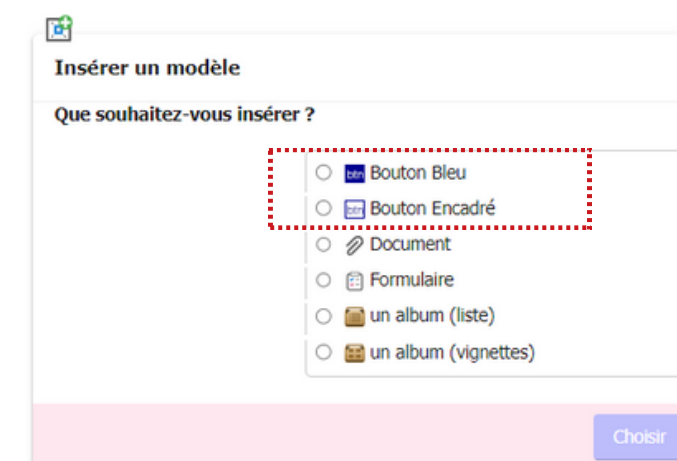 Insérer un modèle
Que souhaitez-vous insérer ?
btn Bouton Bleu
btn Bouton Encadré
Document
Formulaire
un album (liste)
un album (vignettes)
Choisir